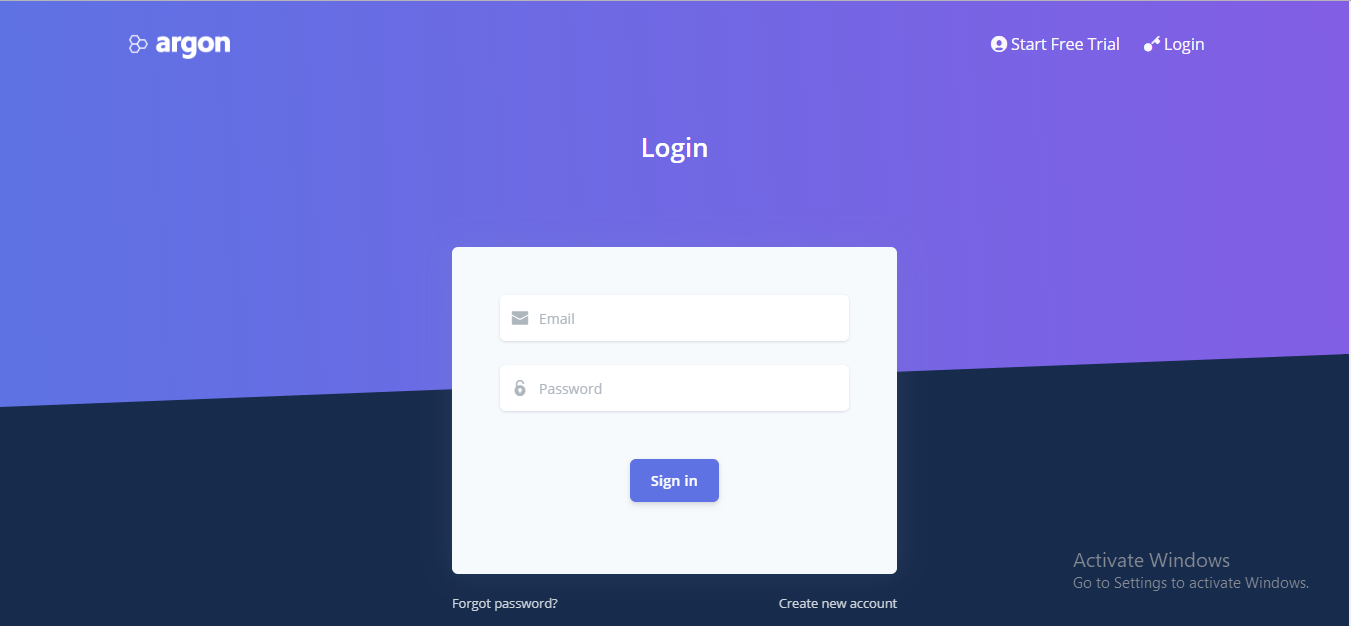 argon
Start Free Trial
Login
Login
Email
Password
Sign in
Activate Windows
Go to Settings to activate Windows.
Forgot password?
Create new account